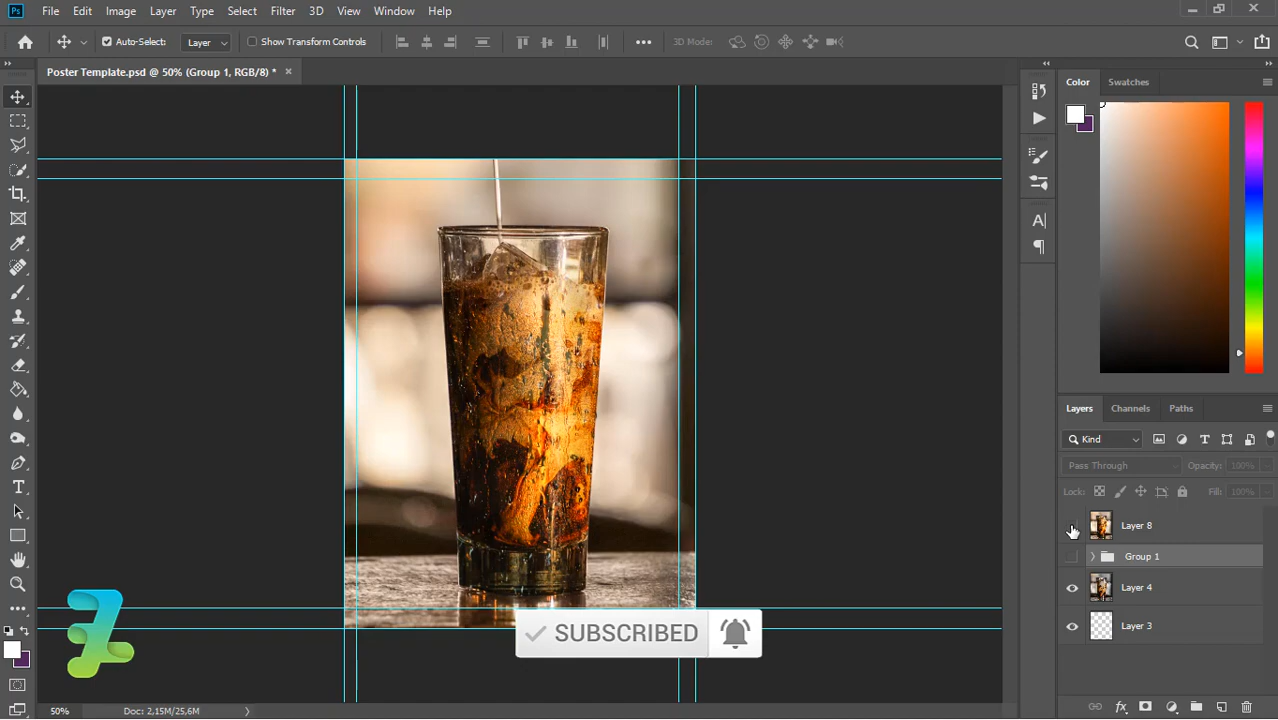 Ps File Edit Image Layer Type Select Filter 3D View Window Help
Auto-Select: Layer Show Transform Controls 3D Mode:
Poster Template.psd @ 50% (Group 1, RGB/8) *
Color Swatches
Layers Channels Paths
Kind
Pass Through Opacity: 100%
Lock: Fill: 100%
Layer 8
Group 1
Layer 4
Layer 3
SUBSCRIBED
50% Doc: 2,15M/25,6M